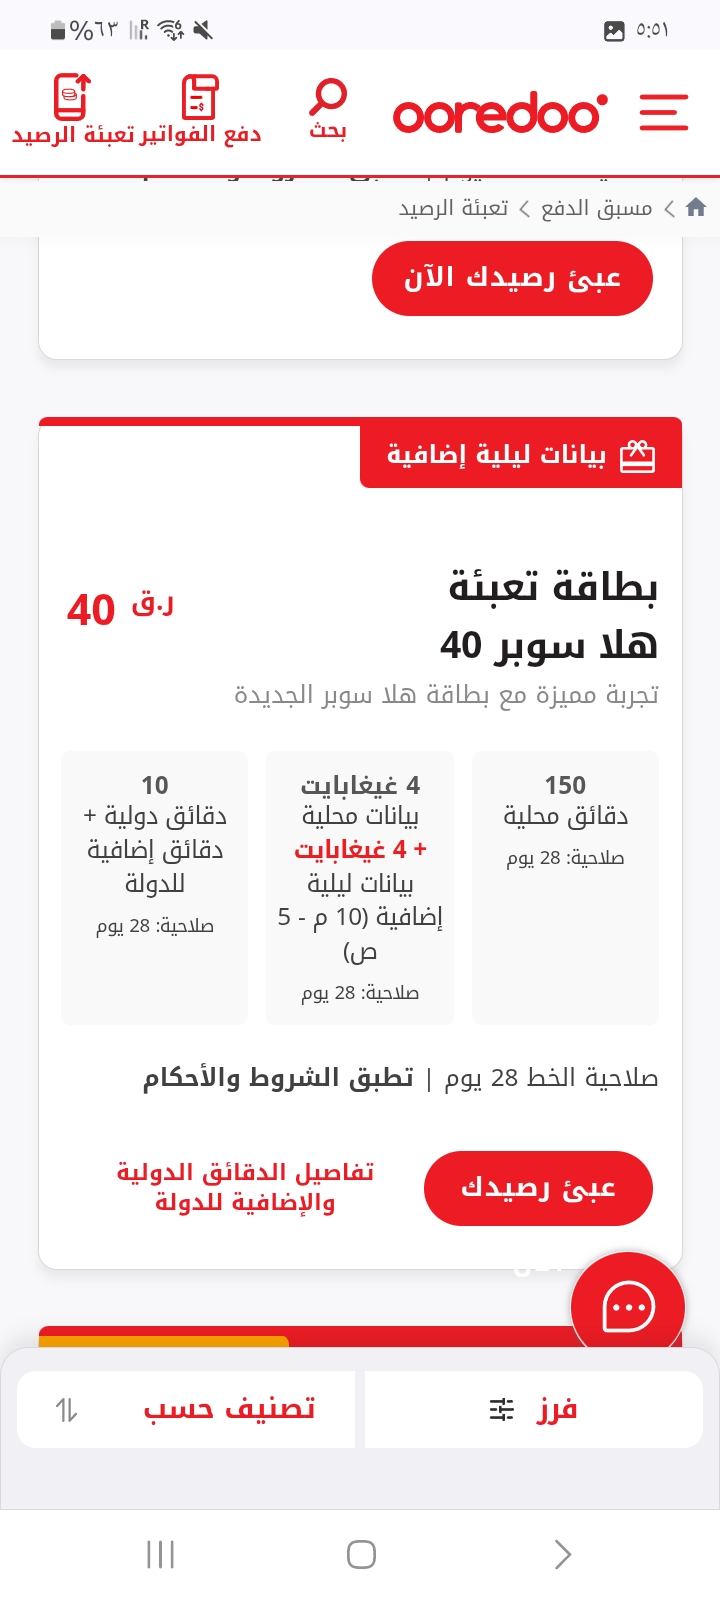 ٥:٥١
%٦٣
ooredoo
بحث
دفع الفواتير
تعبئة الرصيد
مسبق الدفع
تعبئة الرصيد
عبئ رصيدك الآن
بيانات ليلية إضافية
بطاقة تعبئة
هلا سوبر 40
ر.ق 40
تجربة مميزة مع بطاقة هلا سوبر الجديدة
150
دقائق محلية
صلاحية: 28 يوم
4 غيغابايت
بيانات محلية
+ 4 غيغابايت
بيانات ليلية
إضافية (10 م - 5
ص)
صلاحية: 28 يوم
10
دقائق دولية +
دقائق إضافية
للدولة
صلاحية: 28 يوم
صلاحية الخط 28 يوم | تطبق الشروط والأحكام
عبئ رصيدك
تفاصيل الدقائق الدولية
والإضافية للدولة
فرز
تصنيف حسب